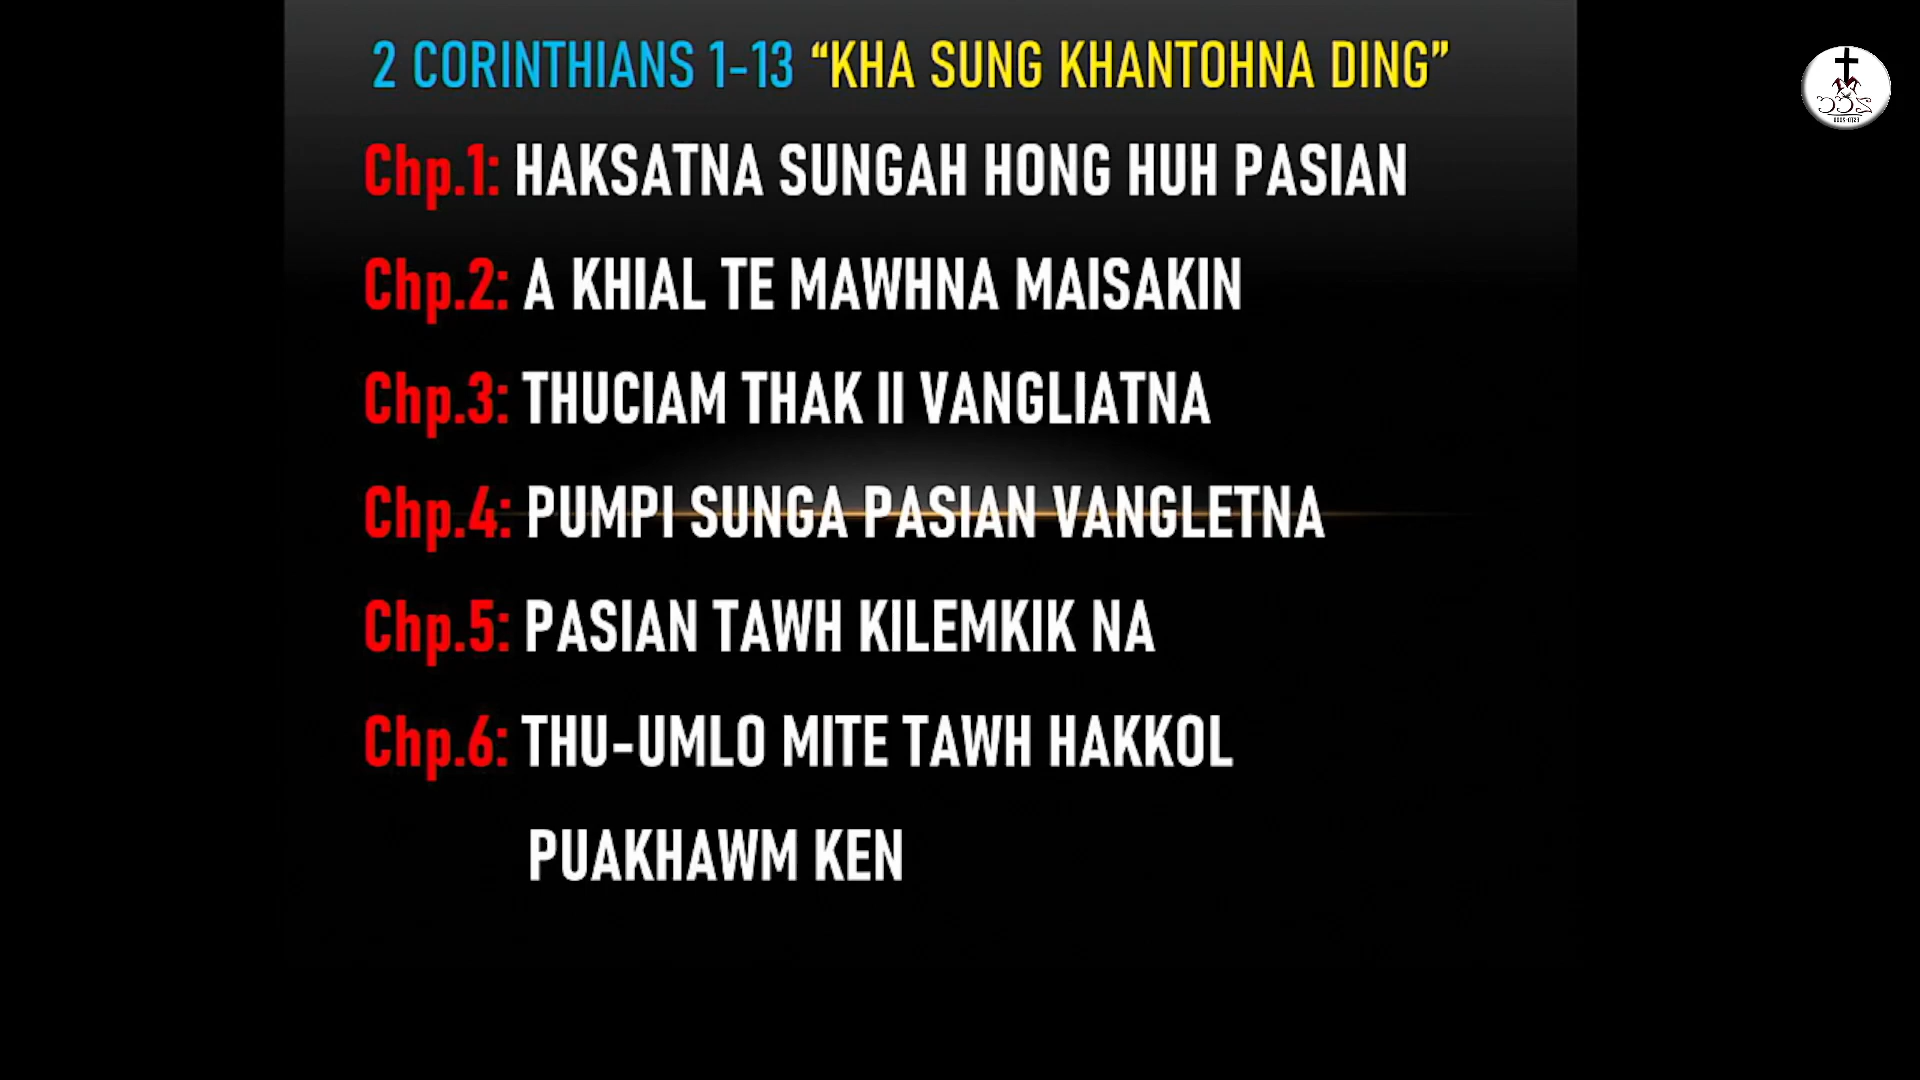 2 CORINTHIANS 1-13 “KHA SUNG KHANTOHNA DING”
Chp.1: HAKSATNA SUNGAH HONG HUH PASIAN
Chp.2: A KHIAL TE MAWHNA MAISAKIN
Chp.3: THUCIAM THAK II VANGLIATNA
Chp.4: PUMPI SUNGA PASIAN VANGLETNA
Chp.5: PASIAN TAWH KILEMKIK NA
Chp.6: THU-UMLO MITE TAWH HAKKOL
PUAKHAWM KEN